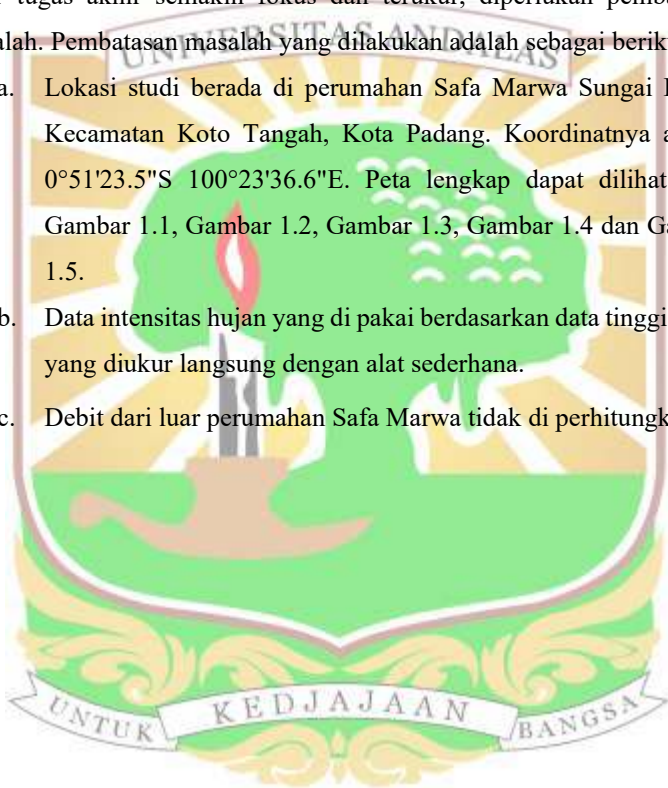 tugas akhir semakin fokus dan terukur, diperlukan
Pembatasan masalah yang dilakukan adalah sebagai
UNIVERSITAS ANDALAS
a. Lokasi studi berada di perumahan Safa Marwa Sungai
Kecamatan Koto Tangah, Kota Padang. Koordinatnya
0°51'23.5"S 100°23'36.6"E. Peta lengkap dapat dilihat
Gambar 1.1, Gambar 1.2, Gambar 1.3, Gambar 1.4 dan
1.5.
b. Data intensitas hujan yang di pakai berdasarkan data tinggi
yang diukur langsung dengan alat sederhana.
c. Debit dari luar perumahan Safa Marwa tidak di
UNTUK KEDJAJAAN BANGSA